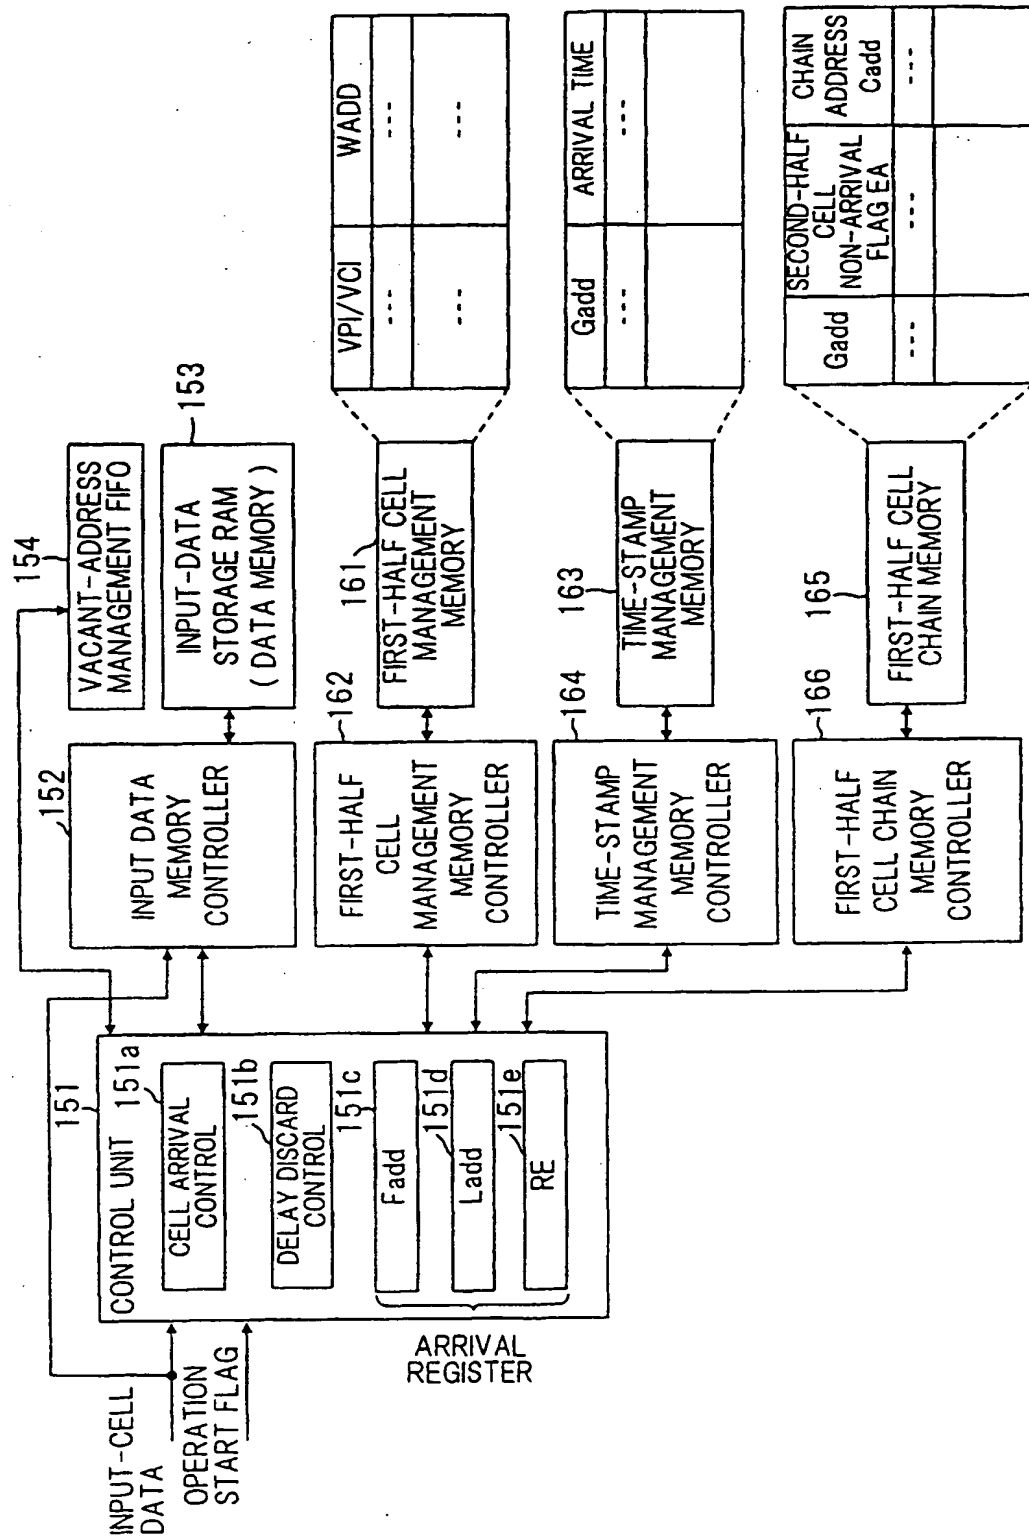 INPUT-CELL
DATA
OPERATION
START FLAG
151
CONTROL UNIT
151a
CELL ARRIVAL
CONTROL
151b
DELAY DISCARD
CONTROL
151c
Fadd
151d
Ladd
151e
RE
ARRIVAL
REGISTER
152
INPUT DATA
MEMORY
CONTROLLER
154
VACANT-ADDRESS
MANAGEMENT FIFO
153
INPUT-DATA
STORAGE RAM
( DATA MEMORY )
162
FIRST-HALF
CELL
MANAGEMENT
MEMORY
CONTROLLER
161
FIRST-HALF CELL
MANAGEMENT
MEMORY
VPI/VCI
WADD
---
---
---
---
164
TIME-STAMP
MANAGEMENT
MEMORY
CONTROLLER
163
TIME-STAMP
MANAGEMENT
MEMORY
Gadd
ARRIVAL TIME
---
---
166
FIRST-HALF
CELL CHAIN
MEMORY
CONTROLLER
165
FIRST-HALF CELL
CHAIN MEMORY
Gadd
SECOND-HALF
CELL
NON-ARRIVAL
FLAG EA
CHAIN
ADDRESS
Cadd
---
---
---